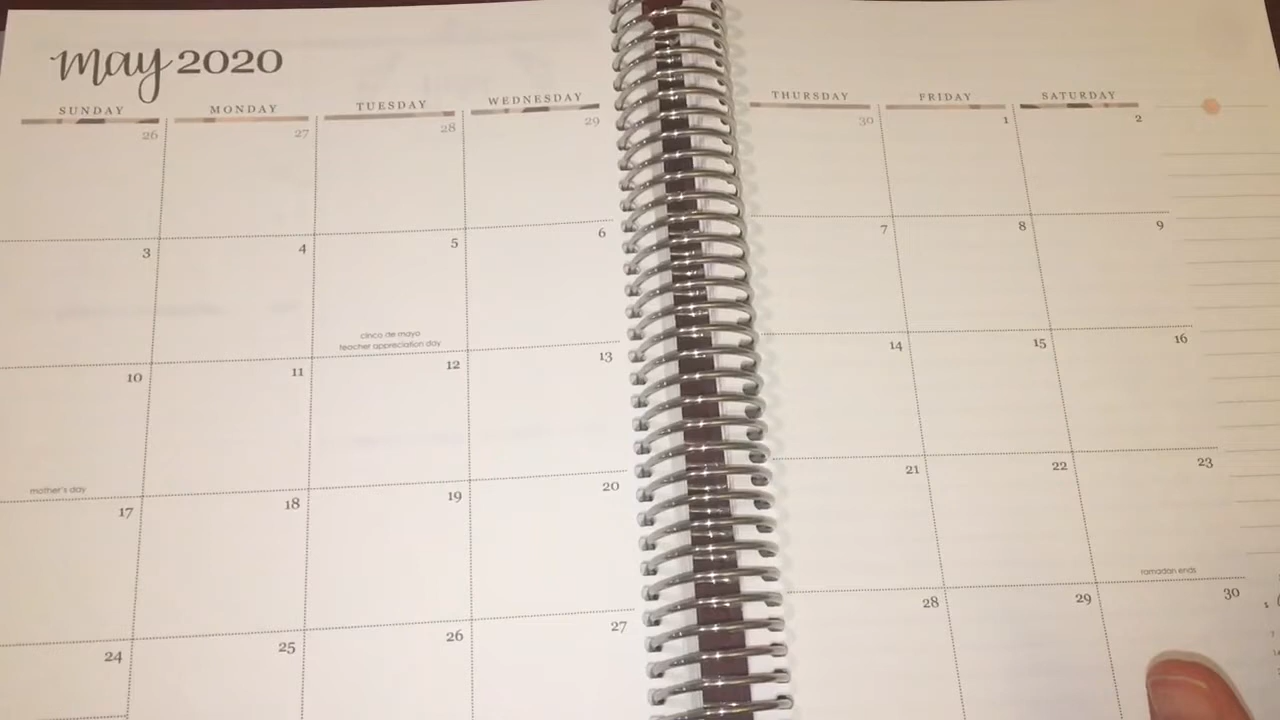 may 2020
SUNDAY MONDAY TUESDAY WEDNESDAY THURSDAY FRIDAY SATURDAY
26 27 28 29 30 1 2
3 4 5 6 7 8 9
cinco de mayo
teacher appreciation day
10 11 12 13 14 15 16
mother's day
17 18 19 20 21 22 23
ramadan ends
24 25 26 27 28 29 30